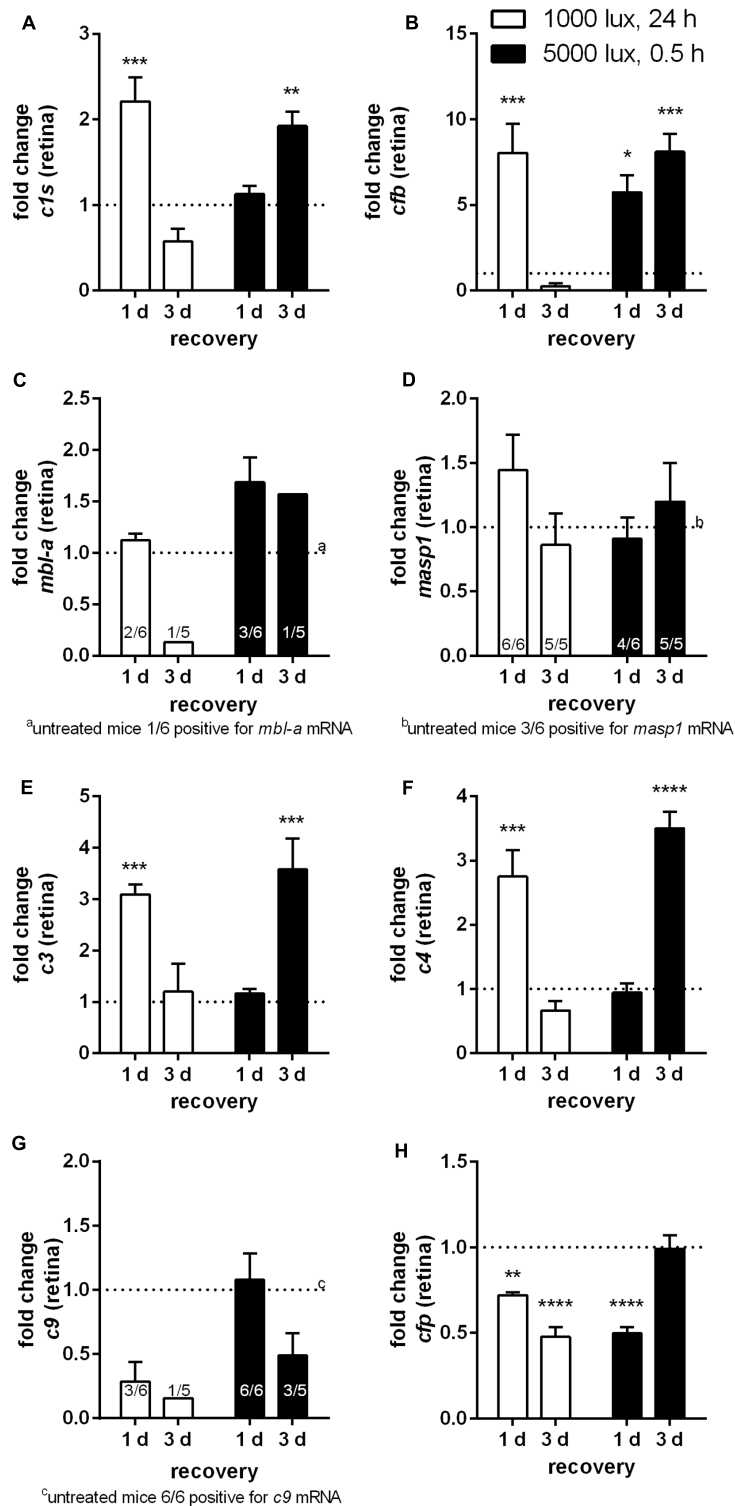 A
B
1000 lux, 24 h
5000 lux, 0.5 h
fold change
c1s (retina)
3
2
1
0
***
**
1 d 3 d 1 d 3 d
recovery
fold change
cfb (retina)
15
10
5
0
***
*
***
1 d 3 d 1 d 3 d
recovery
C
fold change
mbl-a (retina)
2.5
2.0
1.5
1.0
0.5
0.0
a
2/6 1/5 3/6 1/5
1 d 3 d 1 d 3 d
recovery
auntreated mice 1/6 positive for mbl-a mRNA
D
fold change
masp1 (retina)
2.0
1.5
1.0
0.5
0.0
b
6/6 5/5 4/6 5/5
1 d 3 d 1 d 3 d
recovery
buntreated mice 3/6 positive for masp1 mRNA
E
fold change
c3 (retina)
5
4
3
2
1
0
***
***
1 d 3 d 1 d 3 d
recovery
F
fold change
c4 (retina)
4
3
2
1
0
***
****
1 d 3 d 1 d 3 d
recovery
G
fold change
c9 (retina)
2.0
1.5
1.0
0.5
0.0
c
3/6 1/5 6/6 3/5
1 d 3 d 1 d 3 d
recovery
cuntreated mice 6/6 positive for c9 mRNA
H
fold change
cfp (retina)
1.5
1.0
0.5
0.0
**
****
****
1 d 3 d 1 d 3 d
recovery